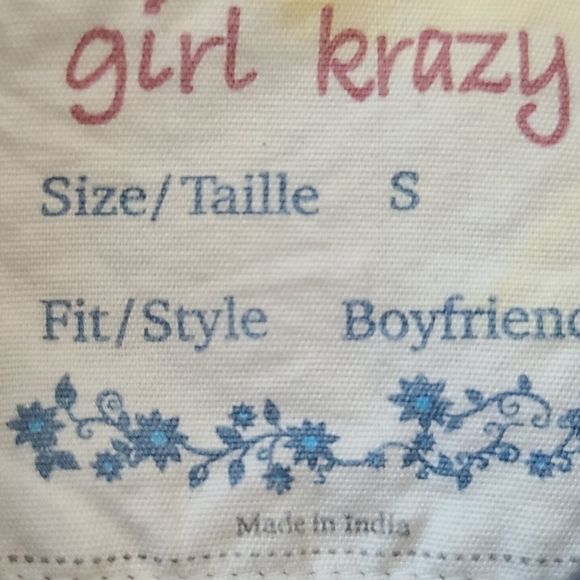 girl krazy
Size/Taille S
Fit/Style Boyfriend
Made in India